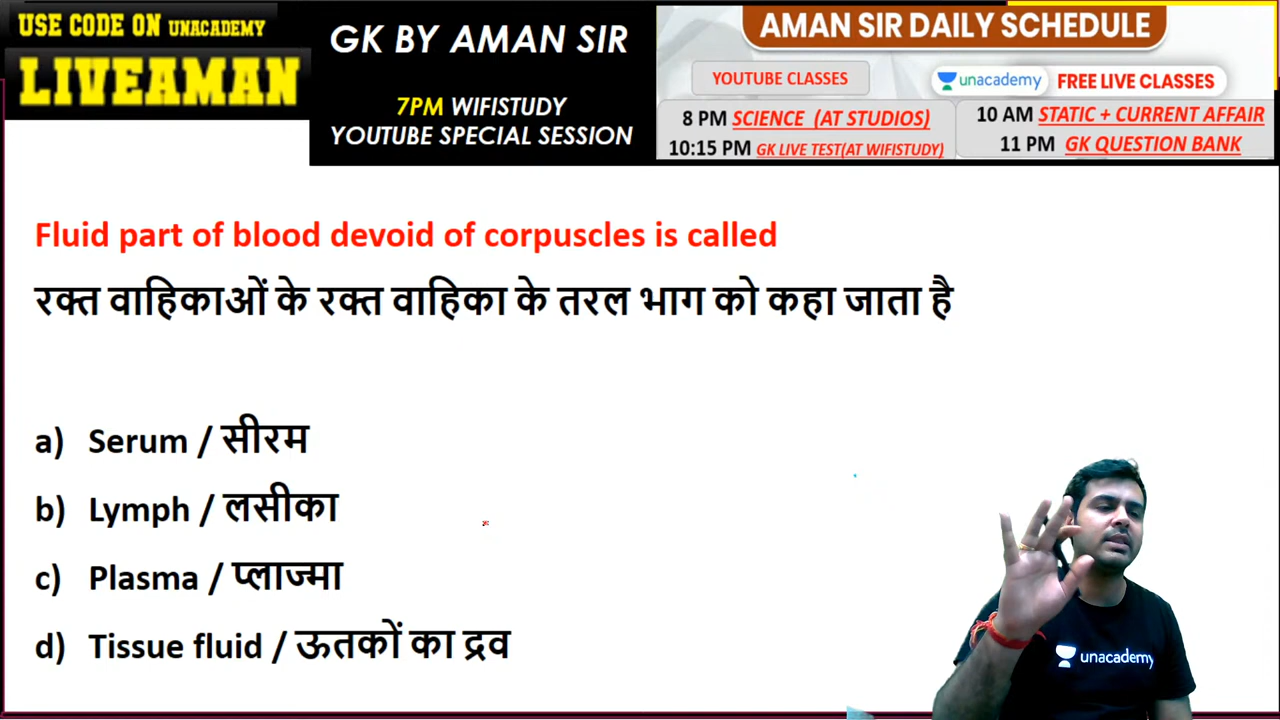 USE CODE ON UNACADEMY
LIVEAMAN
GK BY AMAN SIR
7PM WIFISTUDY
YOUTUBE SPECIAL SESSION
AMAN SIR DAILY SCHEDULE
YOUTUBE CLASSES
unacademy FREE LIVE CLASSES
8 PM SCIENCE (AT STUDIOS)
10:15 PM GK LIVE TEST(AT WIFISTUDY)
10 AM STATIC + CURRENT AFFAIR
11 PM GK QUESTION BANK
Fluid part of blood devoid of corpuscles is called
रक्त वाहिकाओं के रक्त वाहिका के तरल भाग को कहा जाता है
a) Serum / सीरम
b) Lymph / लसीका
c) Plasma / प्लाज्मा
d) Tissue fluid / ऊतकों का द्रव
unacademy